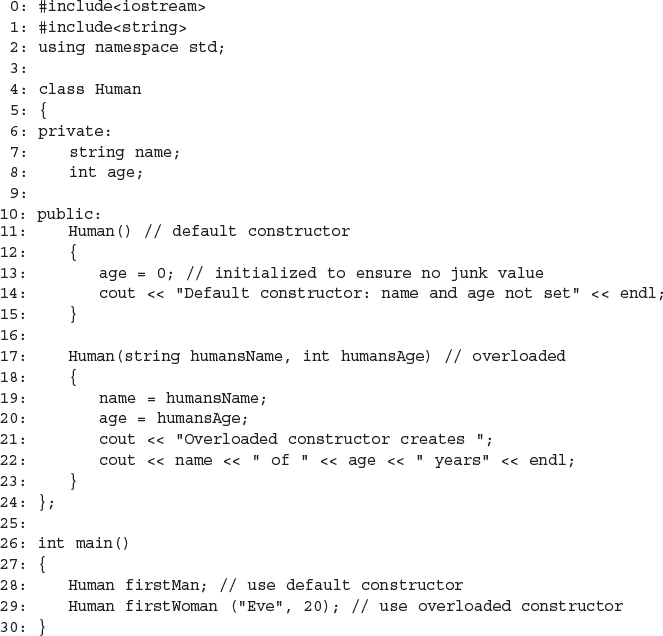 0: #include<iostream>
1: #include<string>
2: using namespace std;
3:
4: class Human
5: {
6: private:
7:    string name;
8:    int age;
9:
10: public:
11:    Human() // default constructor
12:    {
13:       age = 0; // initialized to ensure no junk value
14:       cout << "Default constructor: name and age not set" << endl;
15:    }
16:
17:    Human(string humansName, int humansAge) // overloaded
18:    {
19:       name = humansName;
20:       age = humansAge;
21:       cout << "Overloaded constructor creates ";
22:       cout << name << " of " << age << " years" << endl;
23:    }
24: };
25:
26: int main()
27: {
28:    Human firstMan; // use default constructor
29:    Human firstWoman ("Eve", 20); // use overloaded constructor
30: }